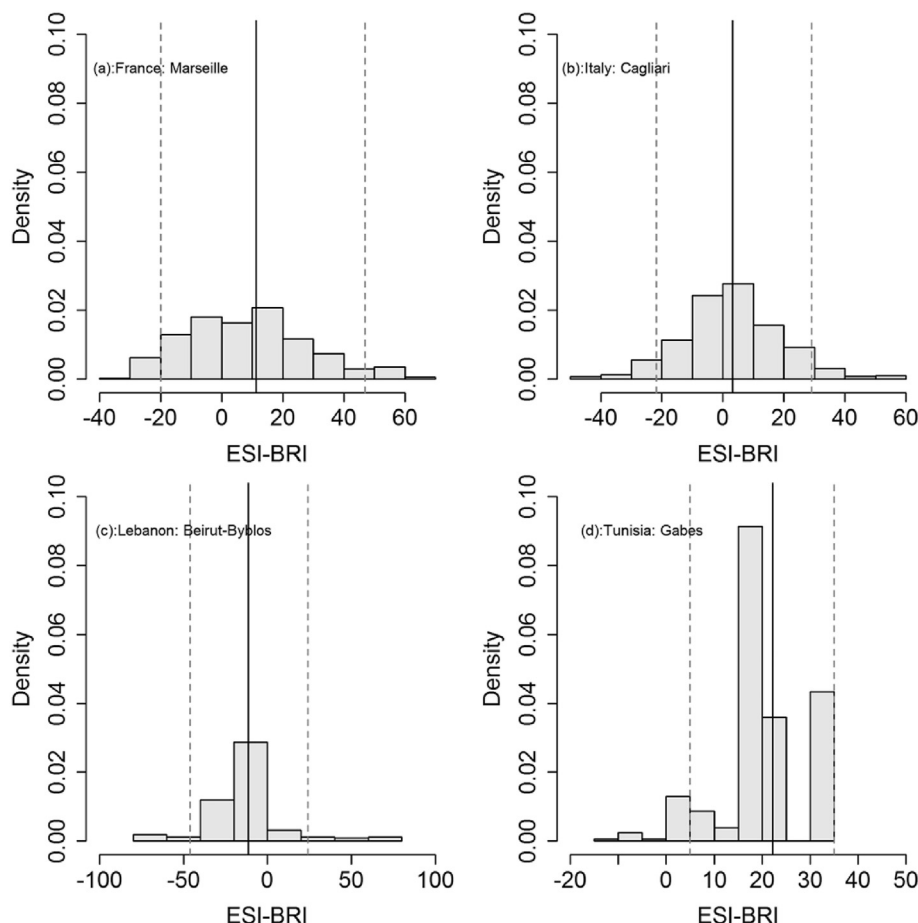 0.10
0.08
0.06
0.04
0.02
0.00
Density
(a):France: Marseille
-40 -20 0 20 40 60
ESI-BRI
0.10
0.08
0.06
0.04
0.02
0.00
Density
(b):Italy: Cagliari
-40 -20 0 20 40 60
ESI-BRI
0.10
0.08
0.06
0.04
0.02
0.00
Density
(c):Lebanon: Beirut-Byblos
-100 -50 0 50 100
ESI-BRI
0.10
0.08
0.06
0.04
0.02
0.00
Density
(d):Tunisia: Gabes
-20 0 10 20 30 40 50
ESI-BRI